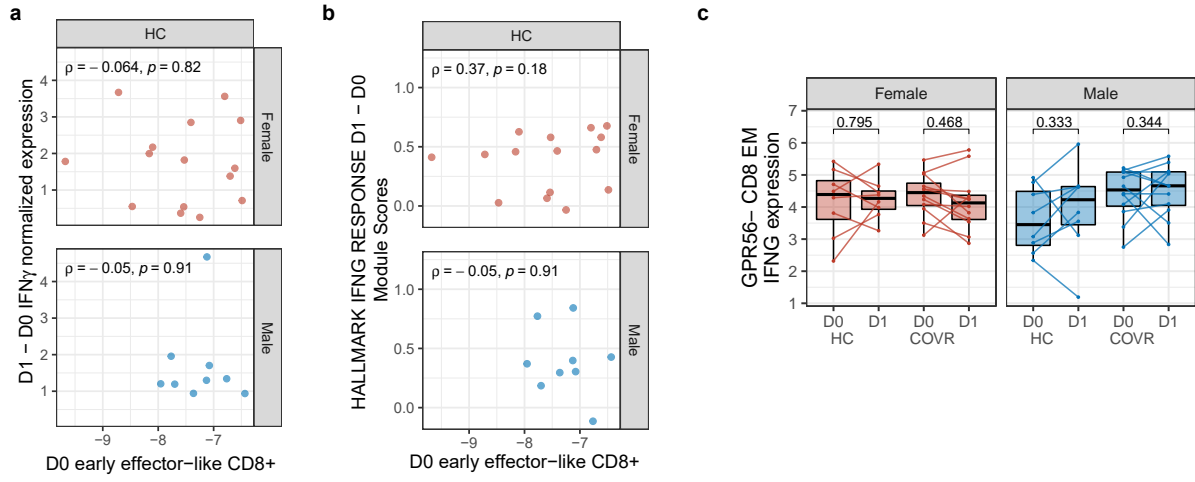 a
HC
D1 − D0 IFNγ normalized expression
4
3
2
1
ρ = − 0.064, p = 0.82
Female
4
3
2
1
ρ = − 0.05, p = 0.91
Male
−9 −8 −7
D0 early effector−like CD8+
b
HC
HALLMARK IFNG RESPONSE D1 − D0
Module Scores
1.0
0.5
0.0
ρ = 0.37, p = 0.18
Female
1.0
0.5
0.0
ρ = − 0.05, p = 0.91
Male
−9 −8 −7
D0 early effector−like CD8+
c
Female Male
GPR56− CD8 EM
IFNG expression
7
6
5
4
3
2
1
0.795 0.468 0.333 0.344
D0 D1 D0 D1 D0 D1 D0 D1
HC COVR HC COVR